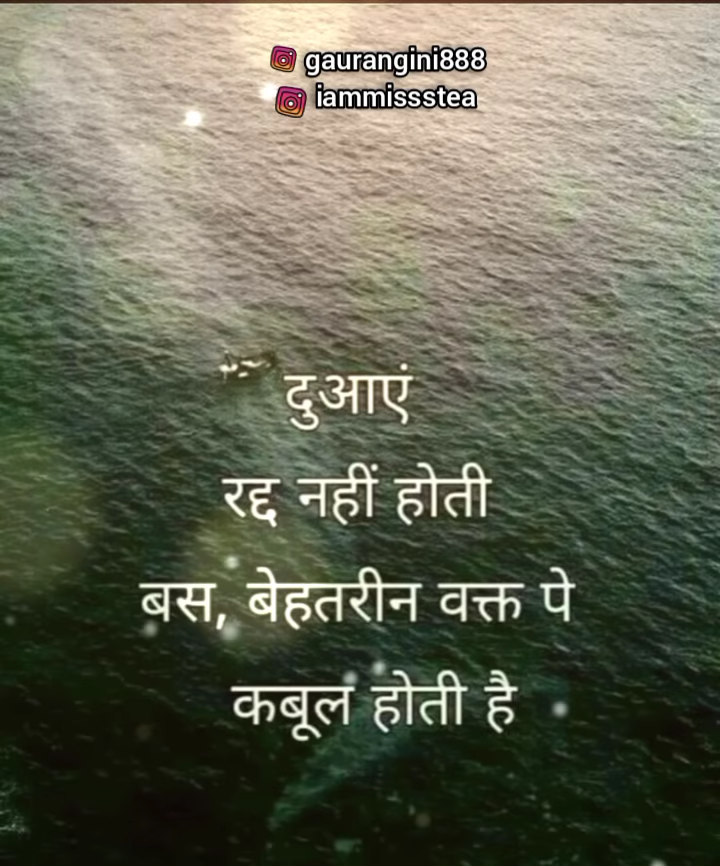 gaurangini888
iammissstea
दुआएं
रद्द नहीं होती
बस, बेहतरीन वक्त पे
कबूल होती है